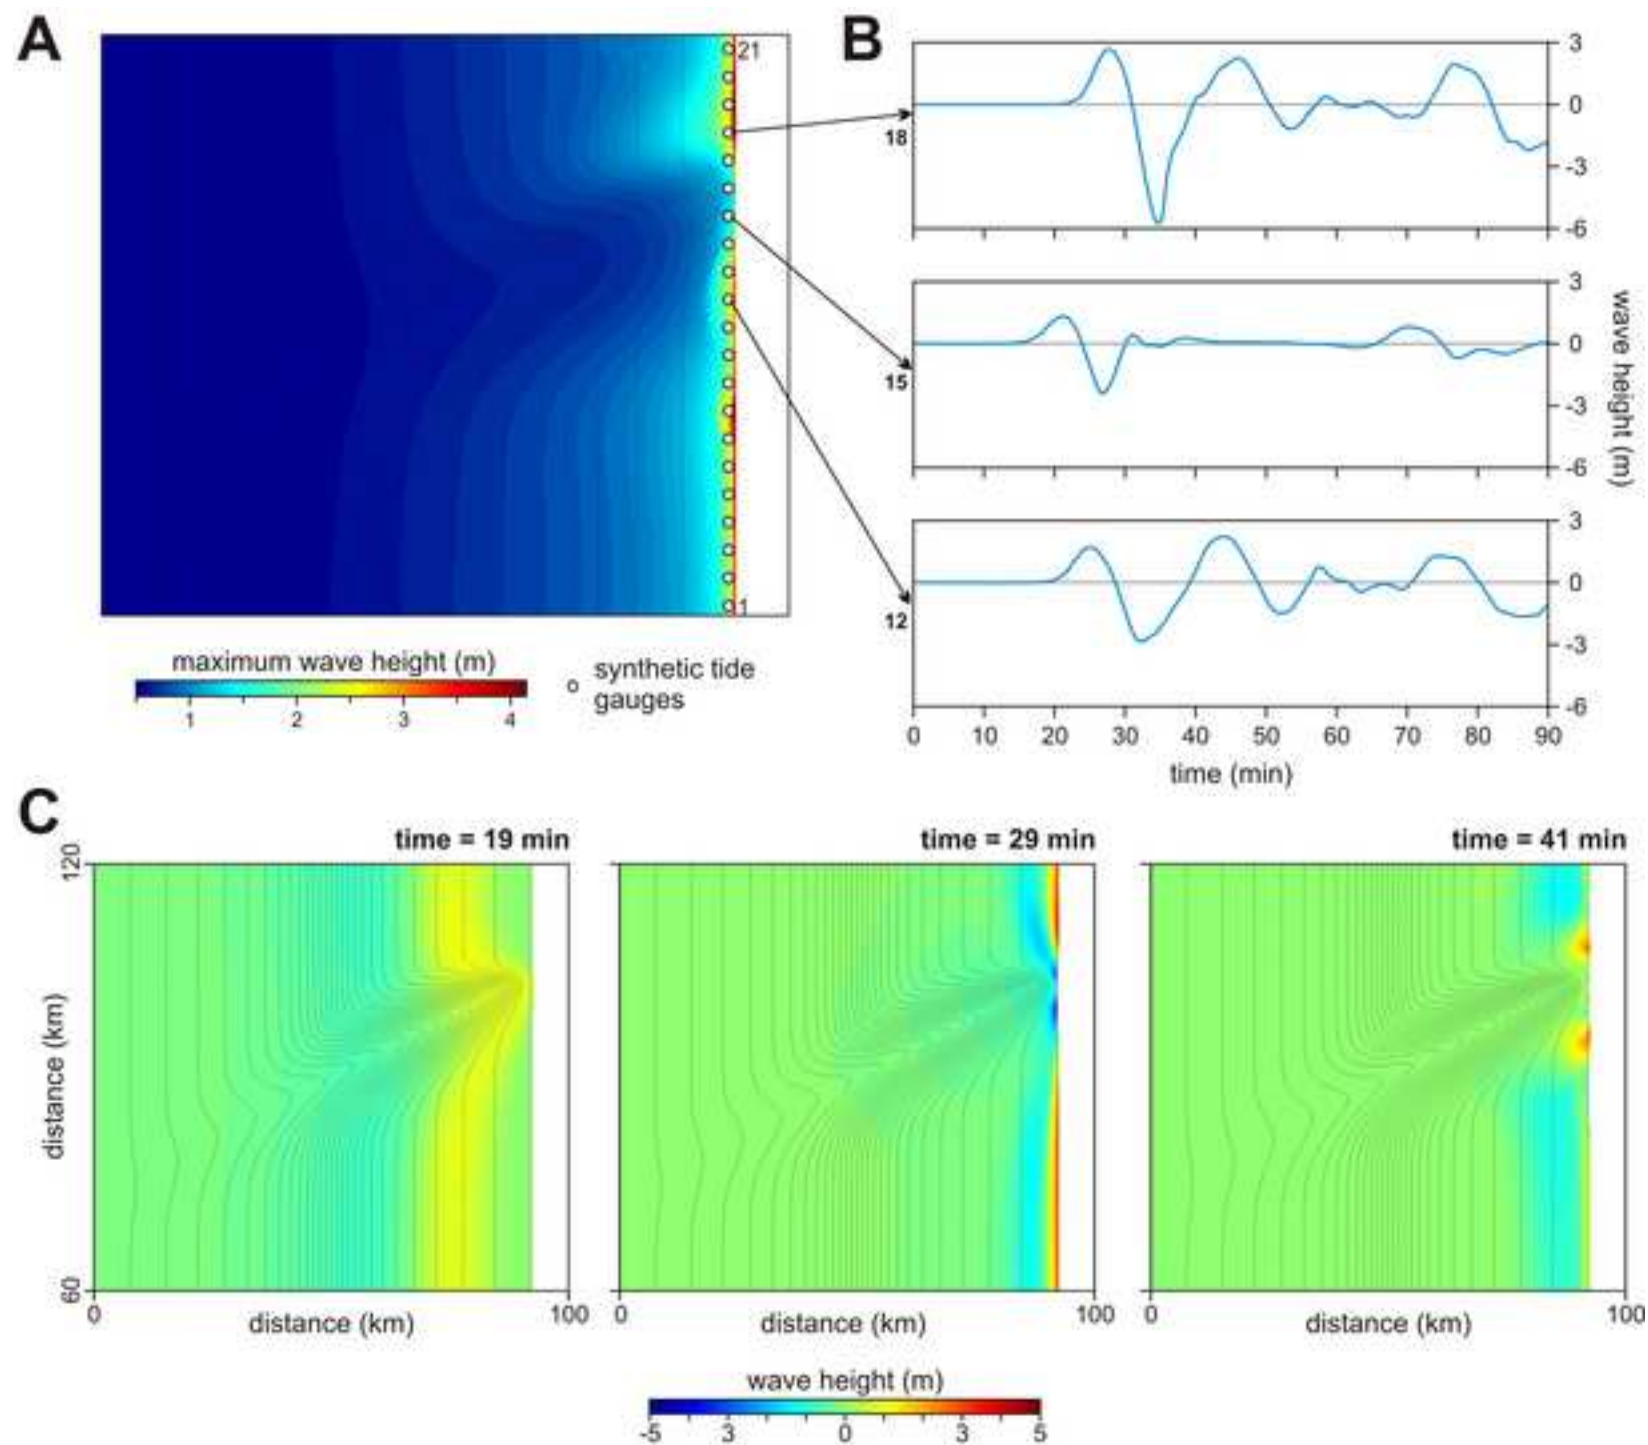 A
21
1
maximum wave height (m)
1 2 3 4
synthetic tide
gauges
B
18
3
0
-3
-6
15
3
0
-3
-6
12
3
0
-3
-6
0 10 20 30 40 50 60 70 80 90
time (min)
wave height (m)
C
time = 19 min
time = 29 min
time = 41 min
120
distance (km)
60
0 100
distance (km)
0 100
distance (km)
0 100
distance (km)
wave height (m)
-5 3 0 3 5